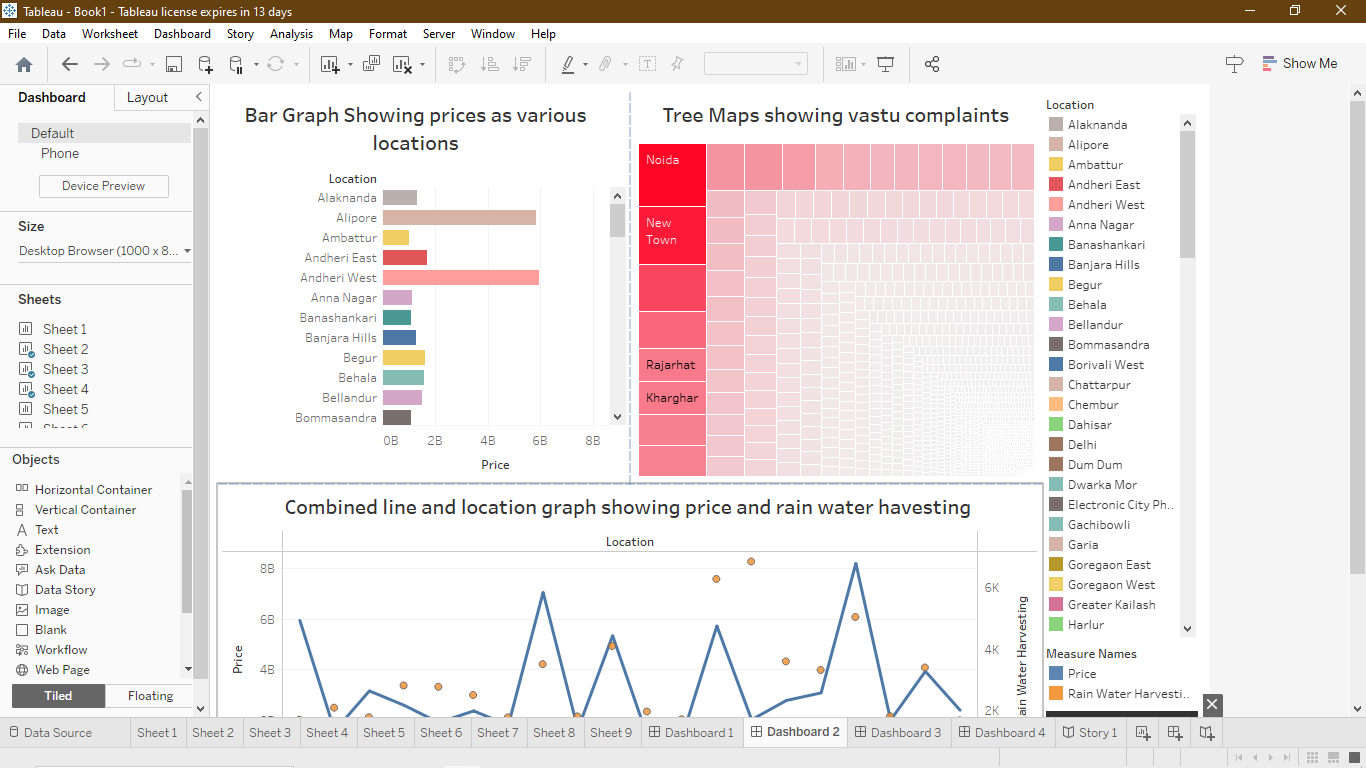 Tableau - Book1 - Tableau license expires in 13 days
File Data Worksheet Dashboard Story Analysis Map Format Server Window Help
Show Me
Dashboard Layout
Default
Phone
Device Preview
Size
Desktop Browser (1000 x 8...
Sheets
Sheet 1
Sheet 2
Sheet 3
Sheet 4
Sheet 5
Objects
Horizontal Container
Vertical Container
Text
Extension
Ask Data
Data Story
Image
Blank
Workflow
Web Page
Tiled Floating
Bar Graph Showing prices as various
locations
Location
Alaknanda
Alipore
Ambattur
Andheri East
Andheri West
Anna Nagar
Banashankari
Banjara Hills
Begur
Behala
Bellandur
Bommasandra
0B 2B 4B 6B 8B
Price
Tree Maps showing vastu complaints
Noida
New
Town
Rajarhat
Kharghar
Combined line and location graph showing price and rain water havesting
Location
8B
6B
4B
Price
6K
4K
2K
ain Water Harvesting
Location
Alaknanda
Alipore
Ambattur
Andheri East
Andheri West
Anna Nagar
Banashankari
Banjara Hills
Begur
Behala
Bellandur
Bommasandra
Borivali West
Chattarpur
Chembur
Dahisar
Delhi
Dum Dum
Dwarka Mor
Electronic City Ph..
Gachibowli
Garia
Goregaon East
Goregaon West
Greater Kailash
Harlur
Measure Names
Price
Rain Water Harvesti..
Data Source Sheet 1 Sheet 2 Sheet 3 Sheet 4 Sheet 5 Sheet 6 Sheet 7 Sheet 8 Sheet 9 Dashboard 1 Dashboard 2 Dashboard 3 Dashboard 4 Story 1